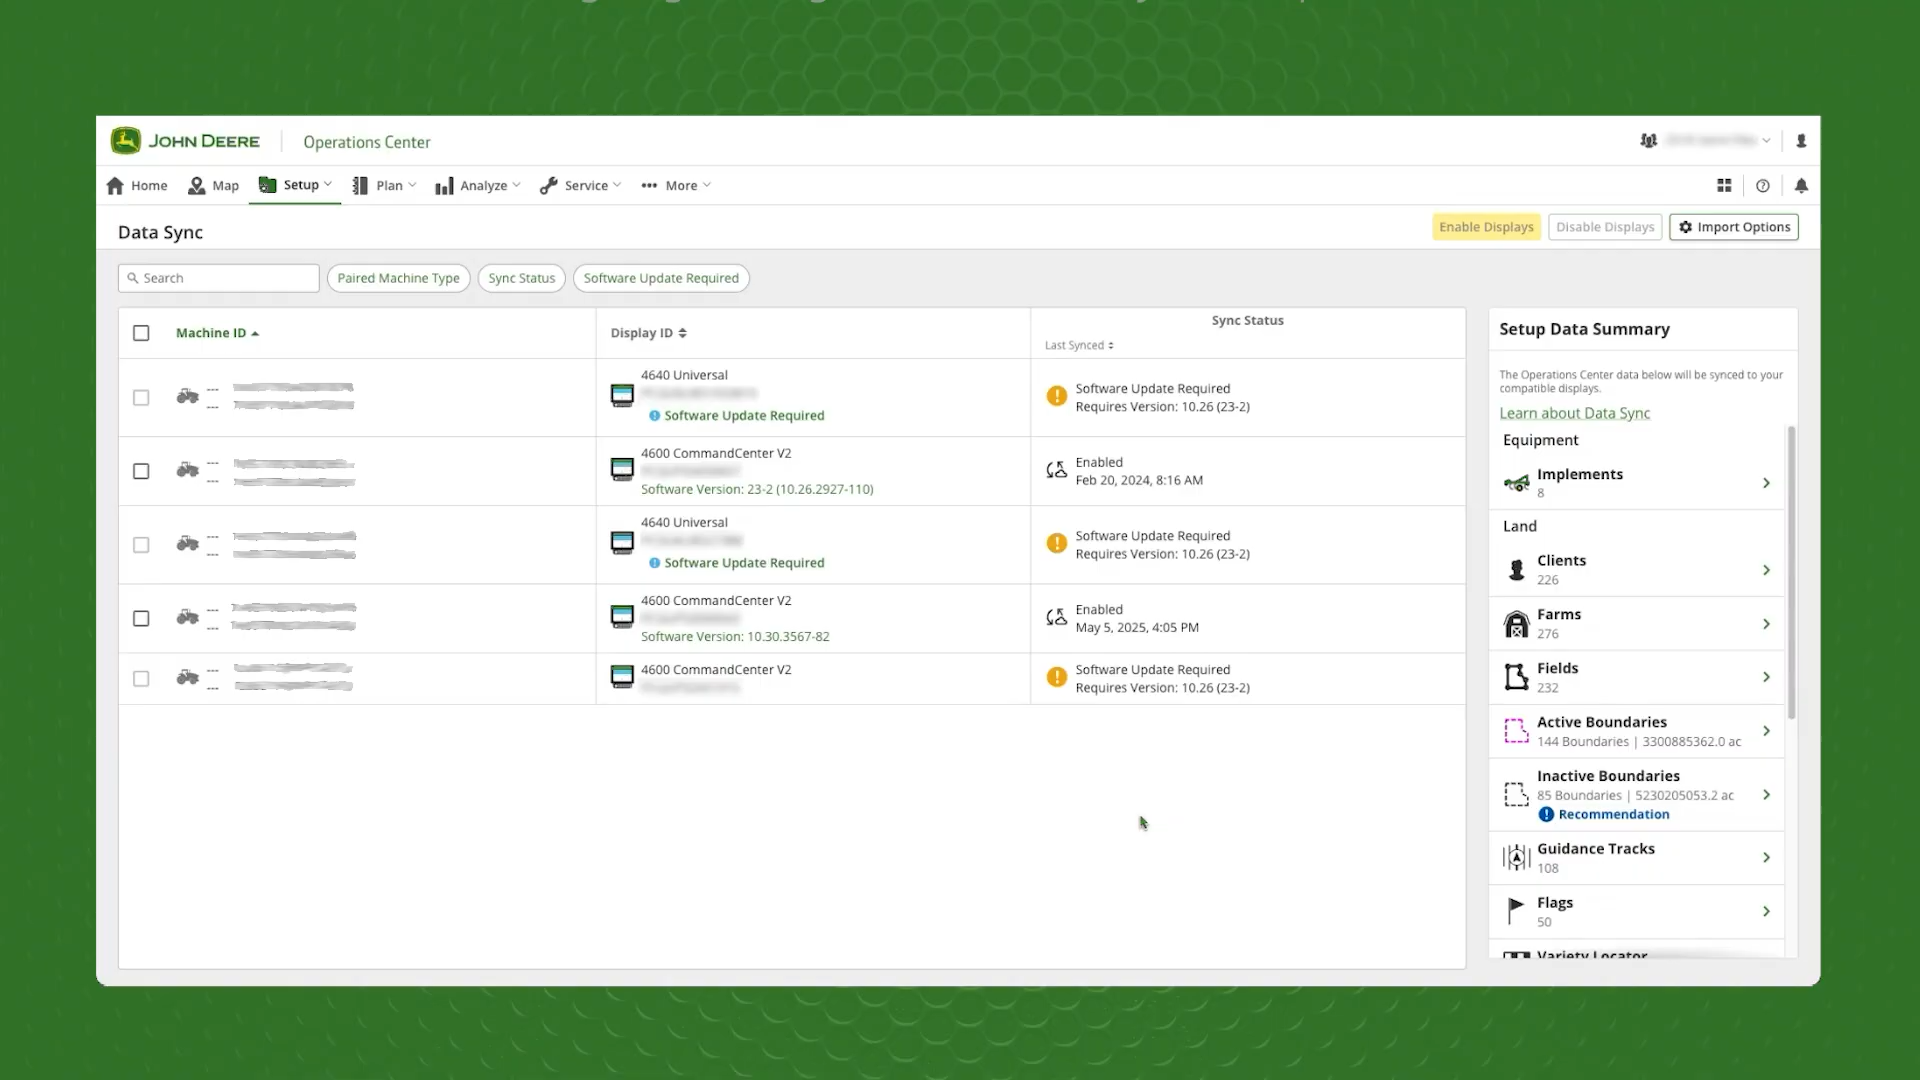 JOHN DEERE
Operations Center
Home
Map
Setup
Plan
Analyze
Service
More
Data Sync
Enable Displays
Disable Displays
Import Options
Search
Paired Machine Type
Sync Status
Software Update Required
Machine ID
Display ID
Sync Status
Last Synced
4640 Universal
Software Update Required
Software Update Required
Requires Version: 10.26 (23-2)
4600 CommandCenter V2
Software Version: 23-2 (10.26.2927-110)
Enabled
Feb 20, 2024, 8:16 AM
4640 Universal
Software Update Required
Software Update Required
Requires Version: 10.26 (23-2)
4600 CommandCenter V2
Software Version: 10.30.3567-82
Enabled
May 5, 2025, 4:05 PM
4600 CommandCenter V2
Software Update Required
Requires Version: 10.26 (23-2)
Setup Data Summary
The Operations Center data below will be synced to your
compatible displays.
Learn about Data Sync
Equipment
Implements
8
Land
Clients
226
Farms
276
Fields
232
Active Boundaries
144 Boundaries | 3300885362.0 ac
Inactive Boundaries
85 Boundaries | 5230205053.2 ac
Recommendation
Guidance Tracks
108
Flags
50
Variety Locator